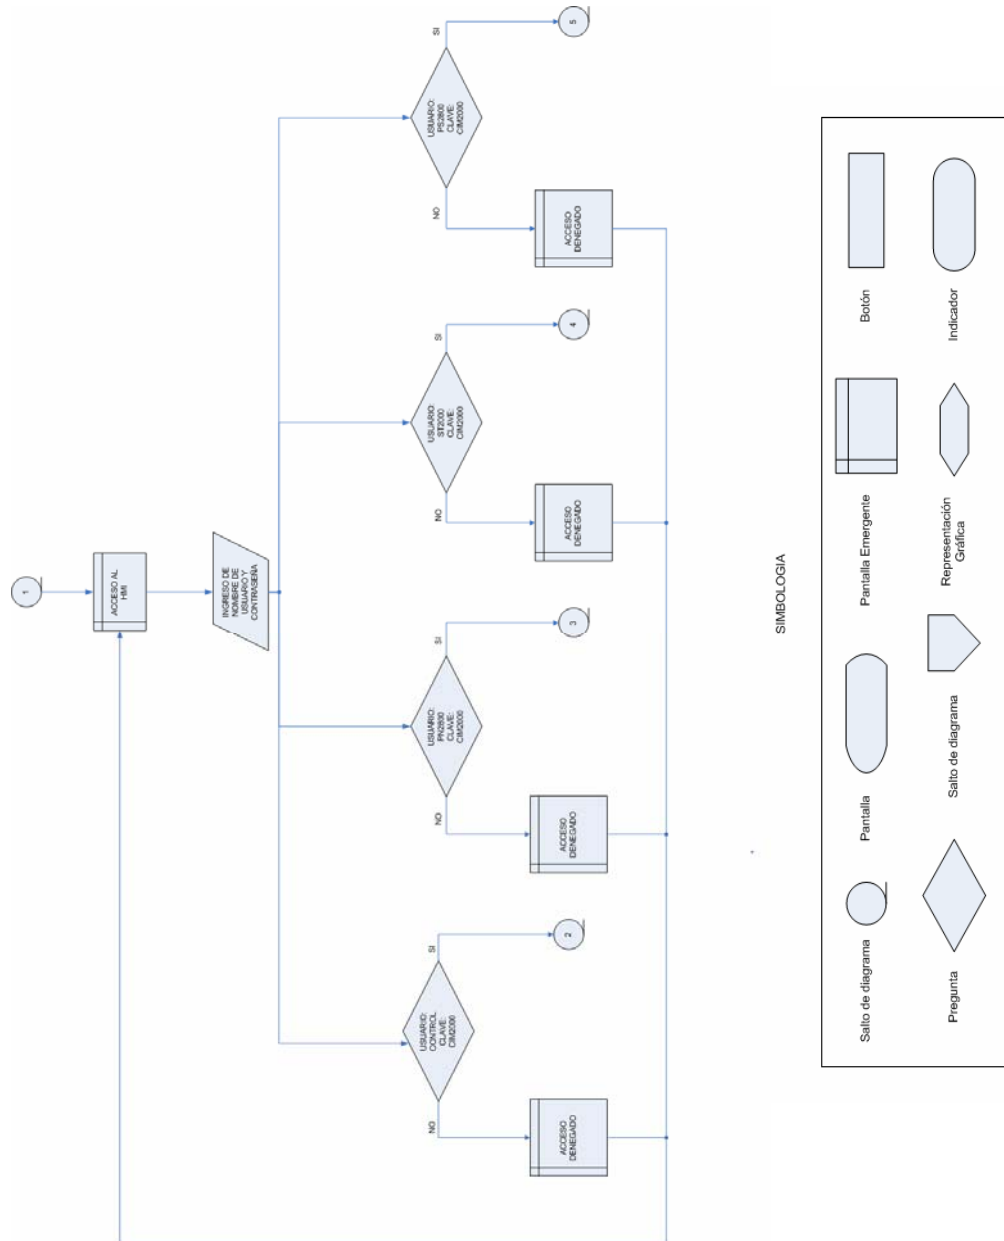 1
ACCESO AL
HMI
INGRESO DE
NOMBRE DE
USUARIO Y
CONTRASEÑA
USUARIO:
CONTROL
CLAVE:
CIM2000
NO
SI
ACCESO
DENEGADO
2
USUARIO:
PN2800
CLAVE:
CIM2000
NO
SI
ACCESO
DENEGADO
3
USUARIO:
ST2000
CLAVE:
CIM2000
NO
SI
ACCESO
DENEGADO
4
USUARIO:
PS2800
CLAVE:
CIM2000
NO
SI
ACCESO
DENEGADO
5
SIMBOLOGIA
Salto de diagrama
Pantalla
Pantalla Emergente
Botón
Pregunta
Salto de diagrama
Representación
Gráfica
Indicador